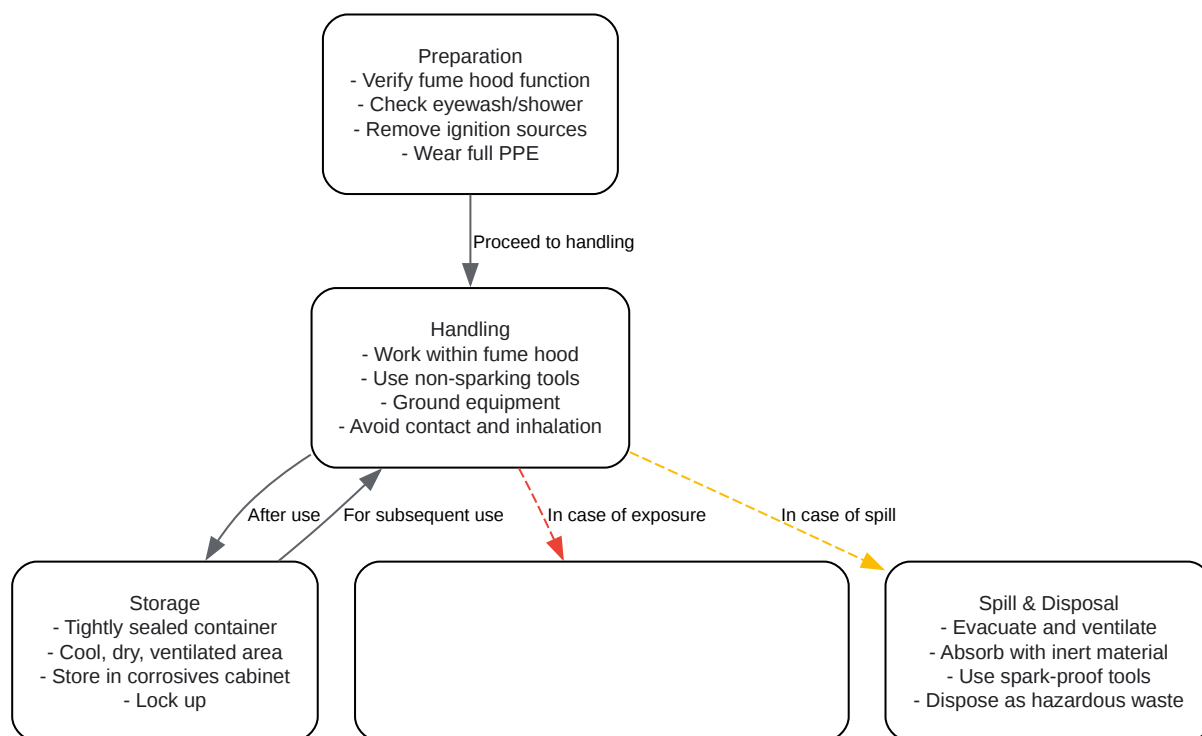 Preparation
- Verify fume hood function
- Check eyewash/shower
- Remove ignition sources
- Wear full PPE
Proceed to handling
Handling
- Work within fume hood
- Use non-sparking tools
- Ground equipment
- Avoid contact and inhalation
After use
For subsequent use
In case of exposure
In case of spill
Storage
- Tightly sealed container
- Cool, dry, ventilated area
- Store in corrosives cabinet
- Lock up
Spill & Disposal
- Evacuate and ventilate
- Absorb with inert material
- Use spark-proof tools
- Dispose as hazardous waste